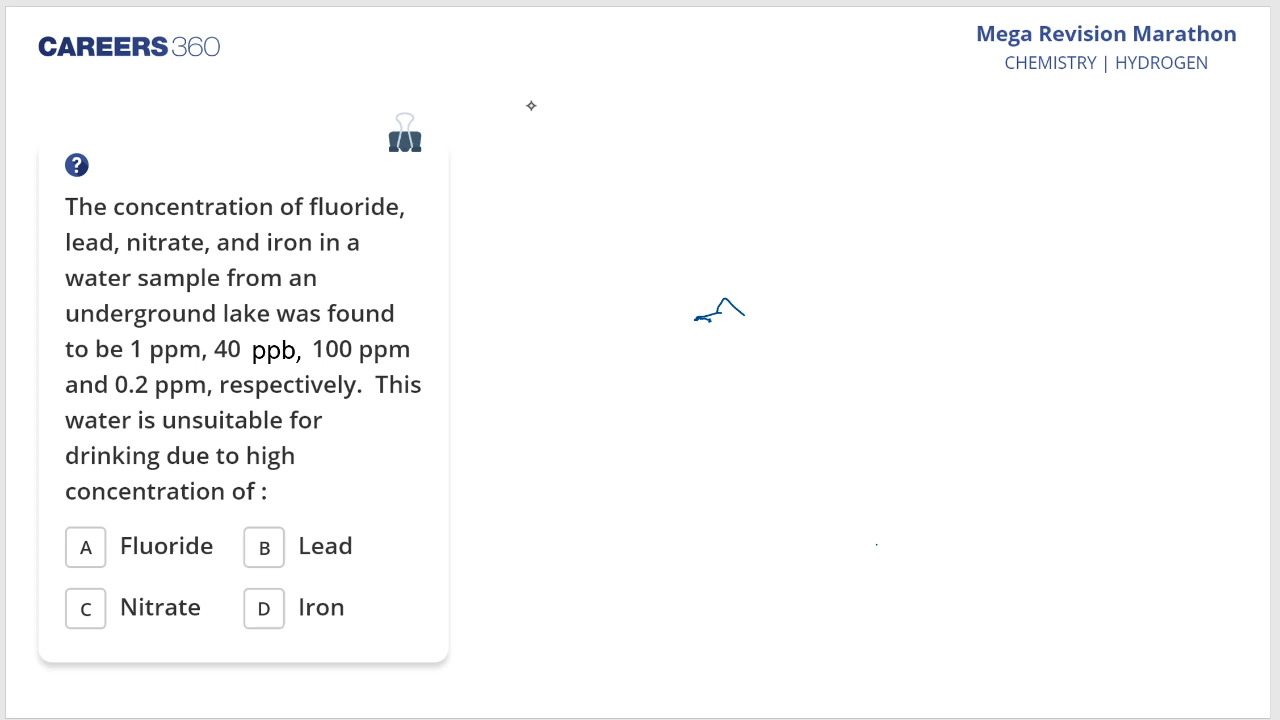 CAREERS360
Mega Revision Marathon
CHEMISTRY | HYDROGEN
?
The concentration of fluoride,
lead, nitrate, and iron in a
water sample from an
underground lake was found
to be 1 ppm, 40 ppb, 100 ppm
and 0.2 ppm, respectively. This
water is unsuitable for
drinking due to high
concentration of :
A Fluoride B Lead
C Nitrate D Iron